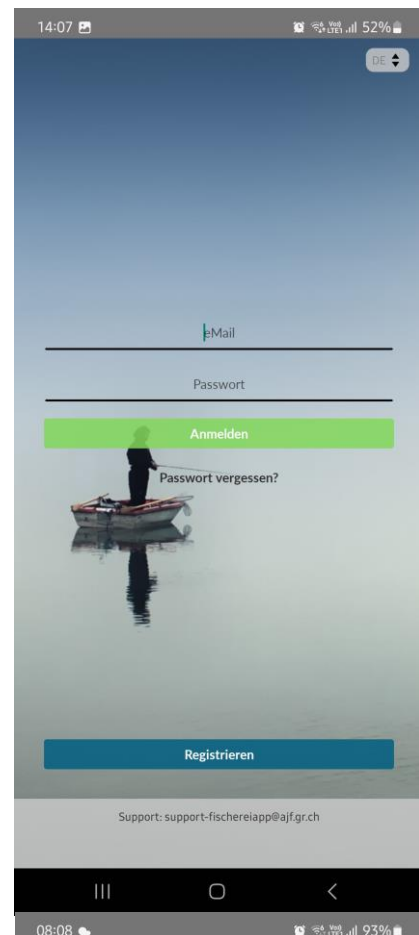 14:07 52%
DE
eMail
Passwort
Anmelden
Passwort vergessen?
Registrieren
Support: support-fischereiapp@ajf.gr.ch
08:08 93%